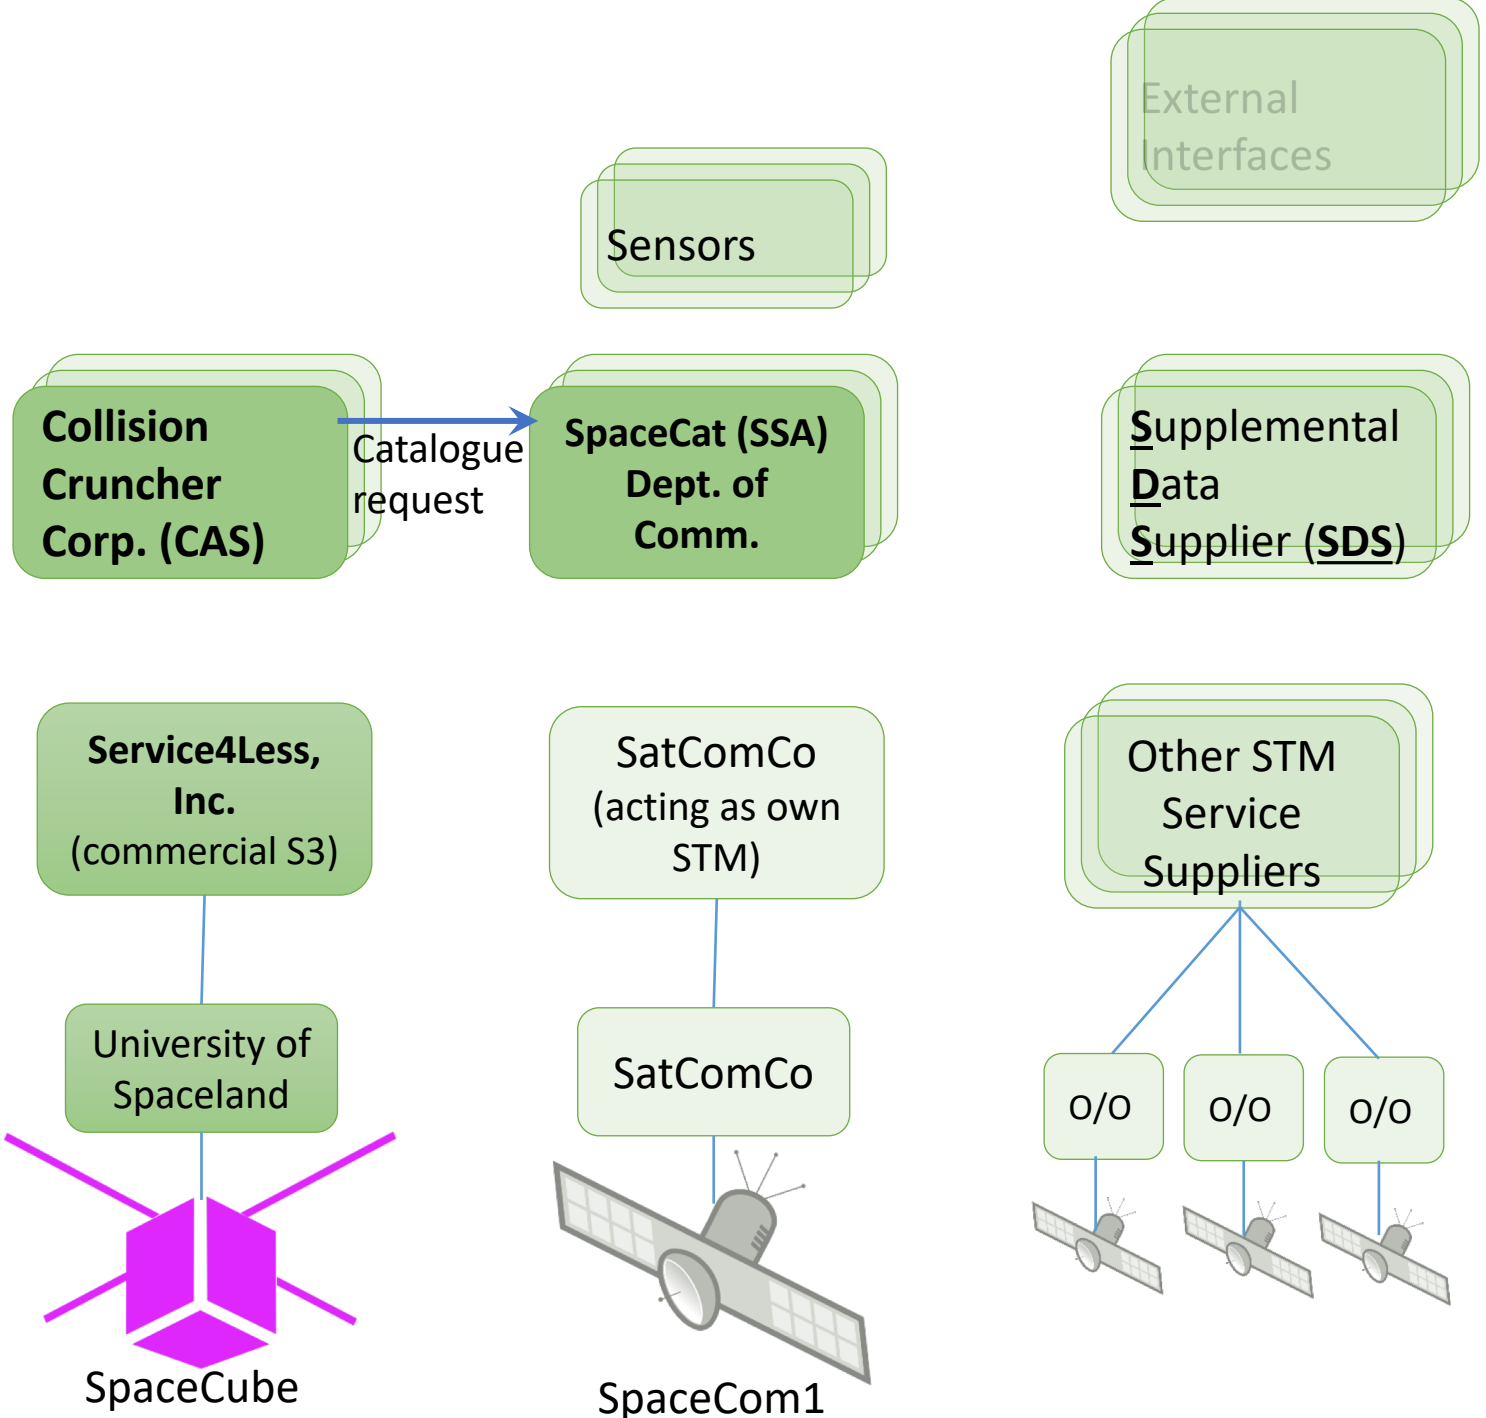 External
Interfaces
Sensors
Collision
Cruncher
Corp. (CAS)
Catalogue
request
SpaceCat (SSA)
Dept. of
Comm.
Supplemental
Data
Supplier (SDS)
Service4Less,
Inc.
(commercial S3)
SatComCo
(acting as own
STM)
Other STM
Service
Suppliers
University of
Spaceland
SatComCo
O/O
O/O
O/O
SpaceCube
SpaceCom1